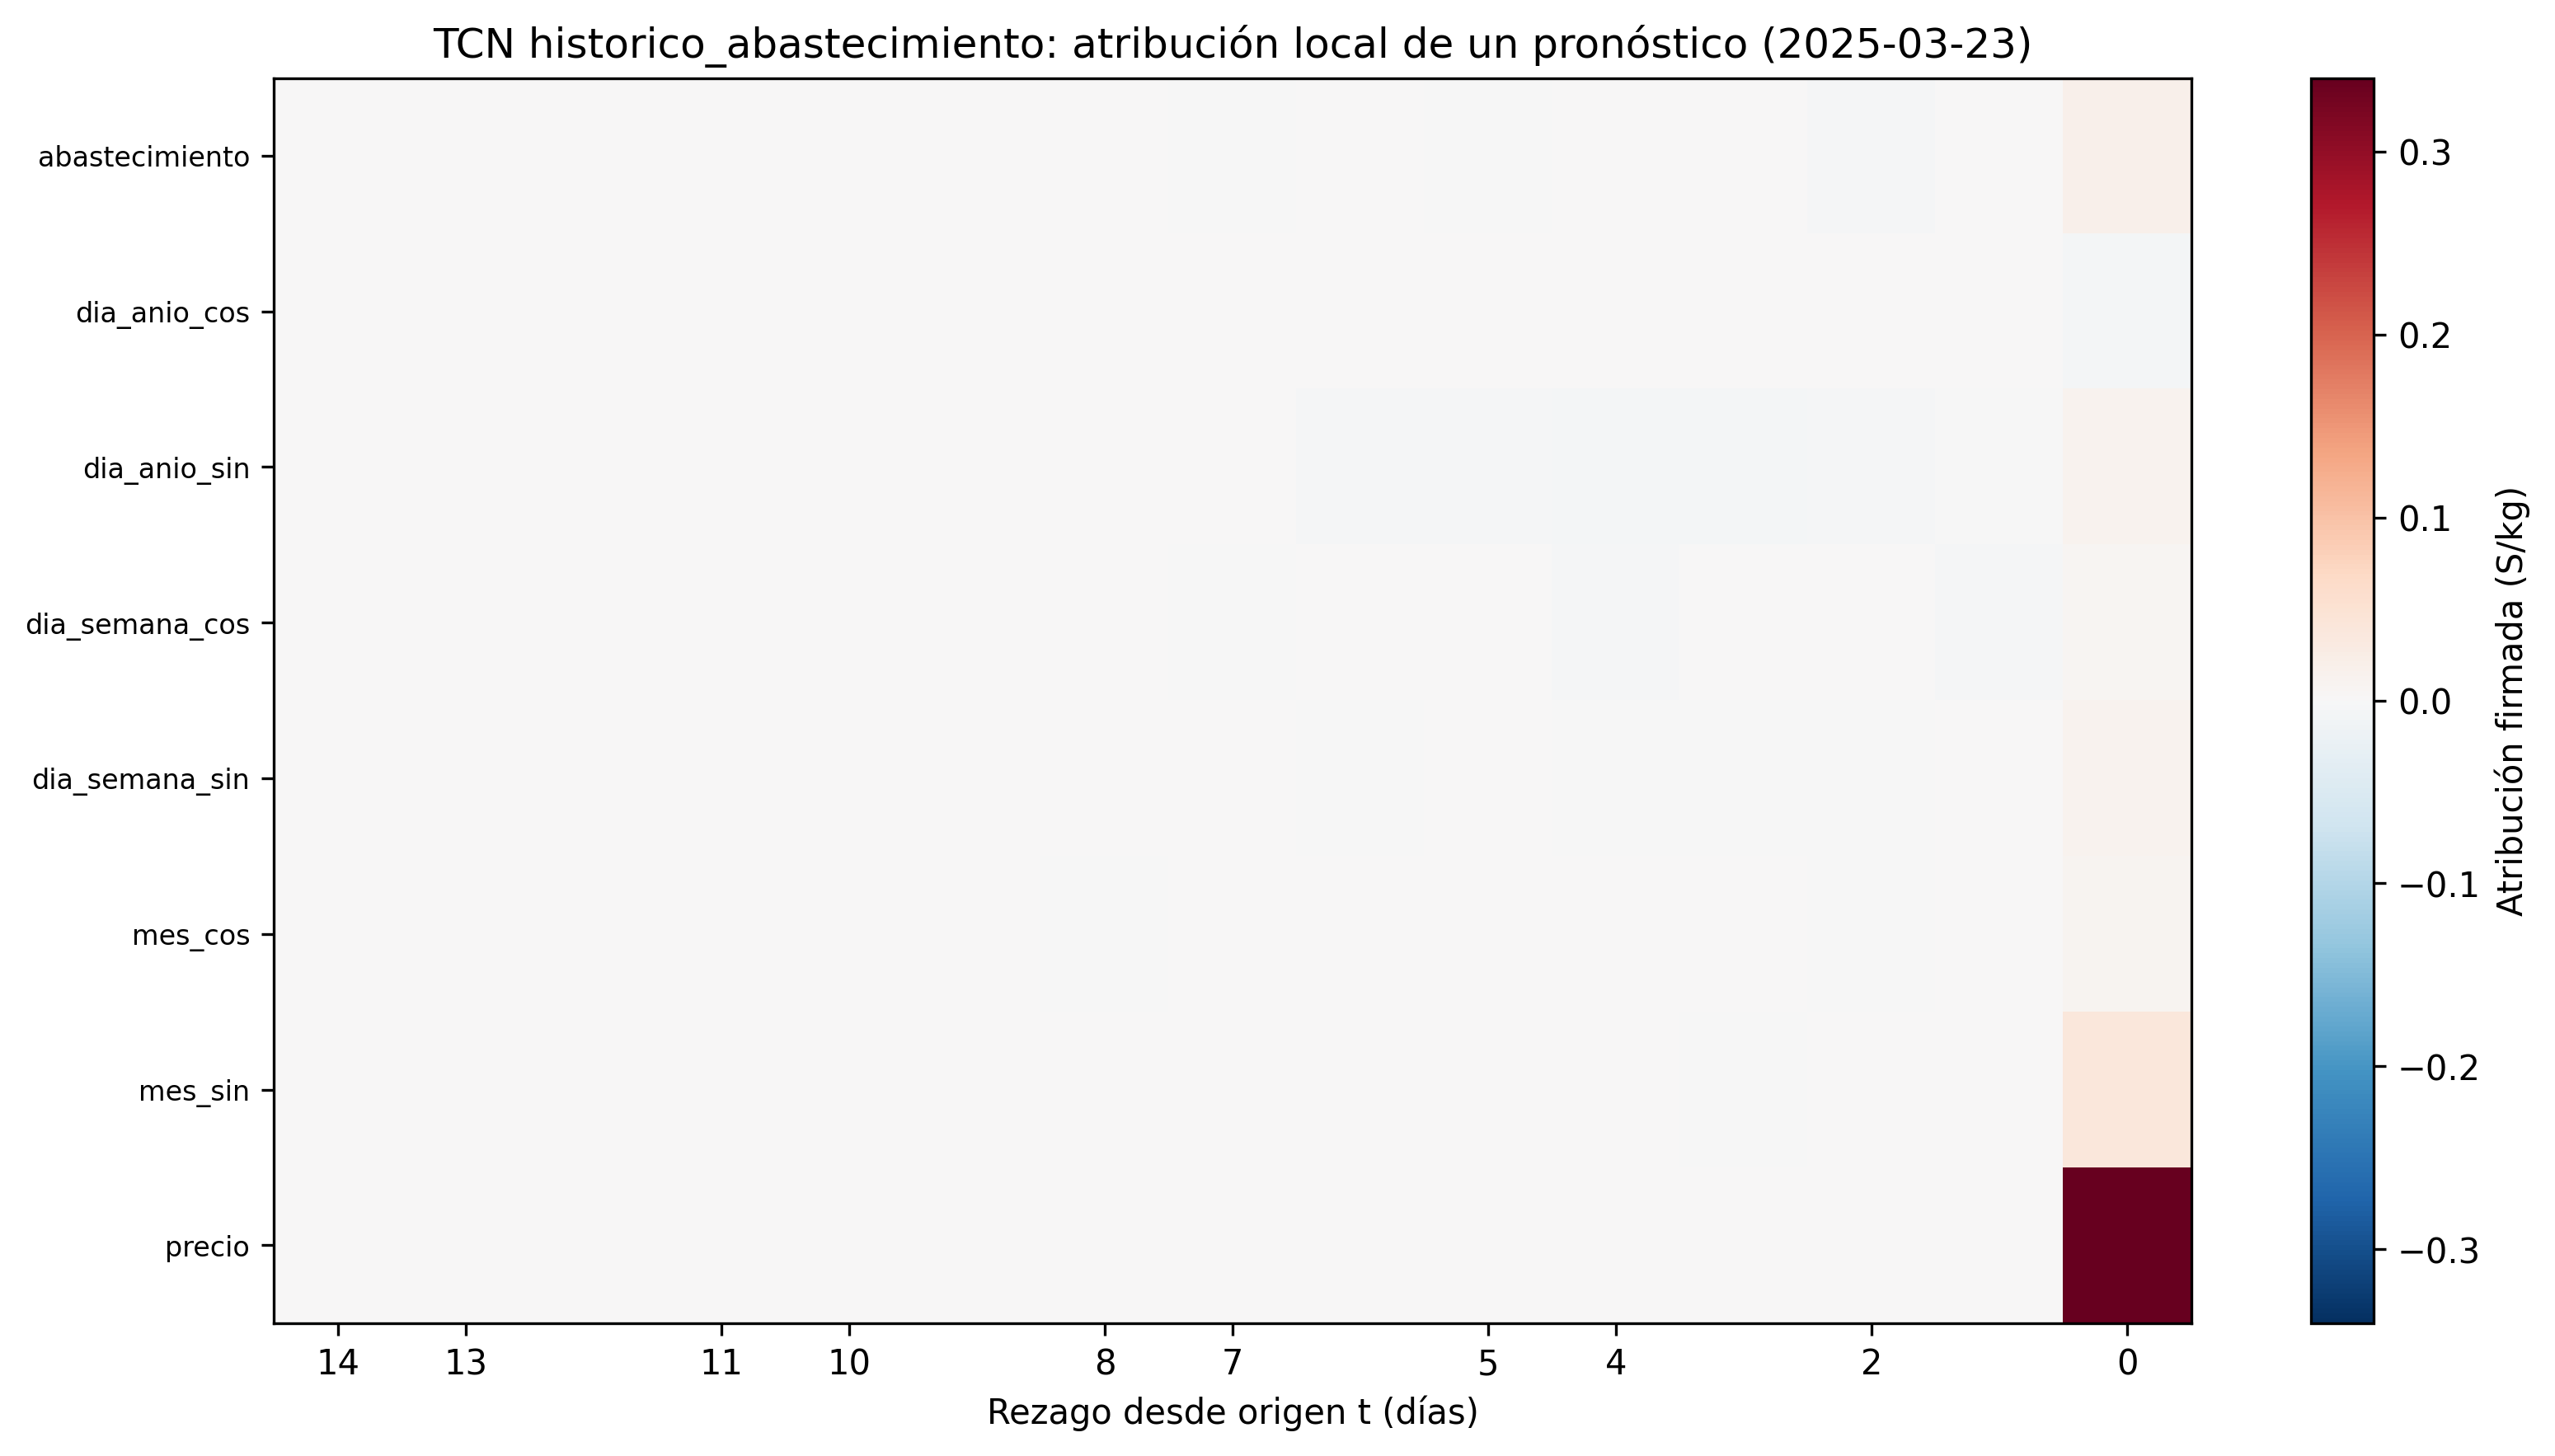 TCN historico_abastecimiento: atribución local de un pronóstico (2025-03-23)
abastecimiento
dia_anio_cos
dia_anio_sin
dia_semana_cos
dia_semana_sin
mes_cos
mes_sin
precio
14 13 11 10 8 7 5 4 2 0
Rezago desde origen t (días)
0.3
0.2
0.1
0.0
−0.1
−0.2
−0.3
Atribución firmada (S/kg)